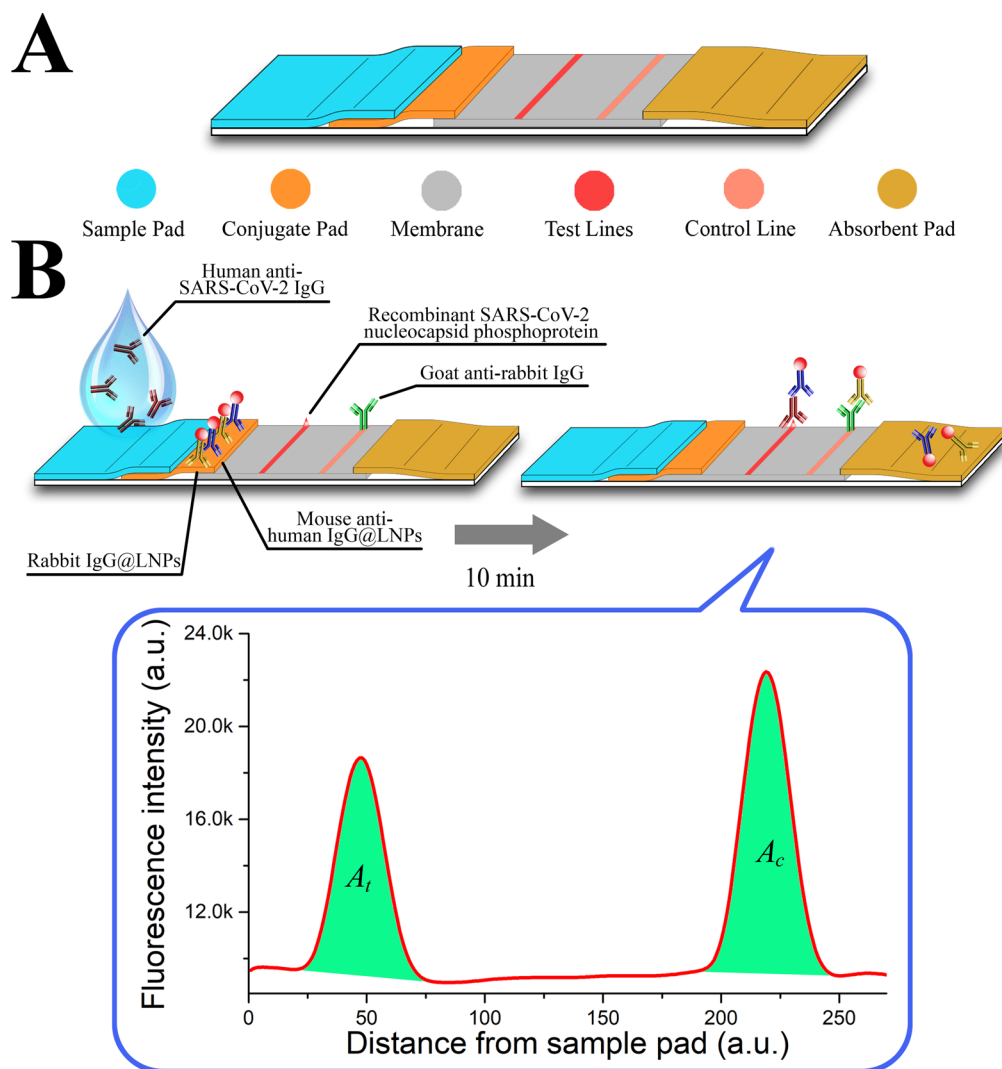 A
Sample Pad
Conjugate Pad
Membrane
Test Lines
Control Line
Absorbent Pad
B
Human anti-
SARS-CoV-2 IgG
Recombinant SARS-CoV-2
nucleocapsid phosphoprotein
Goat anti-rabbit IgG
Mouse anti-
human IgG@LNPs
Rabbit IgG@LNPs
10 min
Fluorescence intensity (a.u.)
24.0k
20.0k
16.0k
12.0k
At
Ac
0
50
100
150
200
250
Distance from sample pad (a.u.)